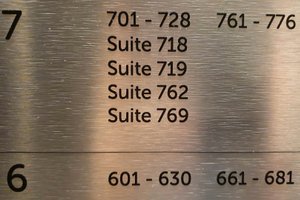 7 701 - 728 761 - 776
Suite 718
Suite 719
Suite 762
Suite 769
6 601 - 630 661 - 681